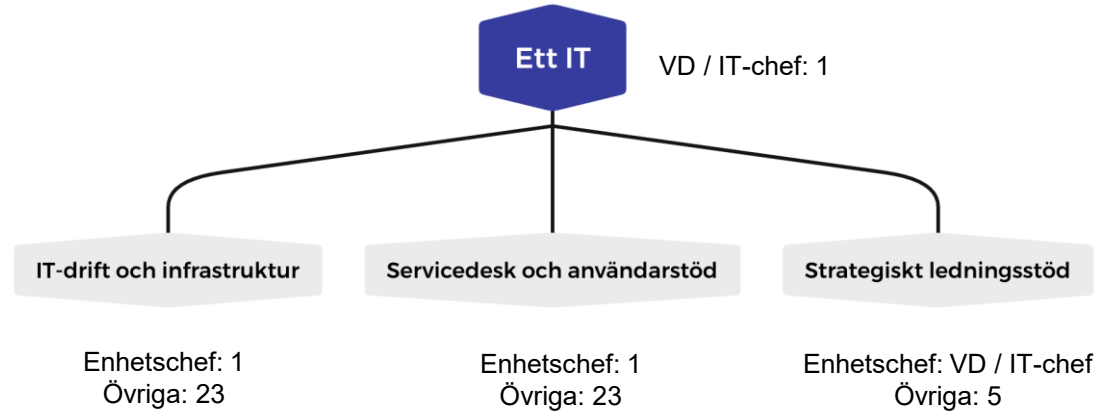 Ett IT
VD / IT-chef: 1
IT-drift och infrastruktur
Servicedesk och användarstöd
Strategiskt ledningsstöd
Enhetschef: 1
Övriga: 23
Enhetschef: 1
Övriga: 23
Enhetschef: VD / IT-chef
Övriga: 5